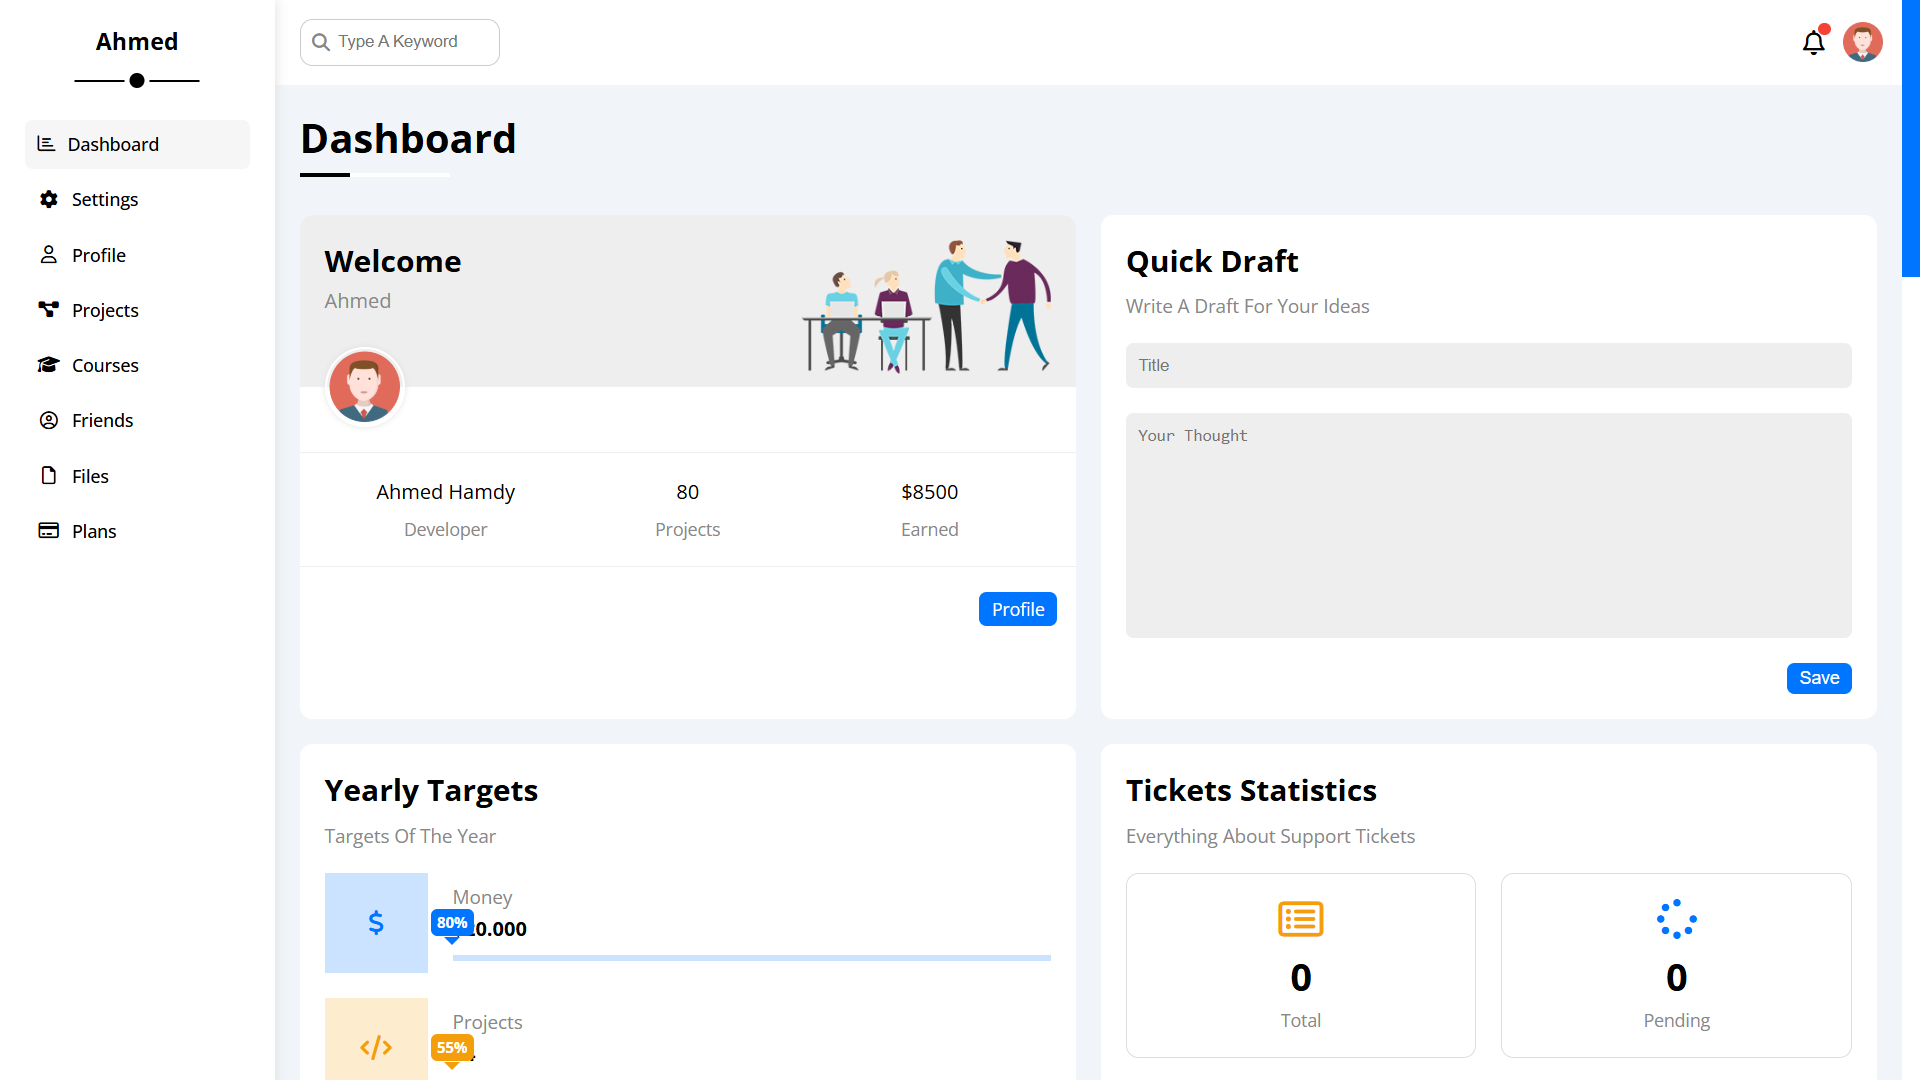 Ahmed
Type A Keyword
Dashboard
Settings
Profile
Projects
Courses
Friends
Files
Plans
Dashboard
Welcome
Ahmed
Ahmed Hamdy
Developer
80
Projects
$8500
Earned
Profile
Quick Draft
Write A Draft For Your Ideas
Title
Your Thought
Save
Yearly Targets
Targets Of The Year
Money
80%
0.000
Projects
55%
Tickets Statistics
Everything About Support Tickets
0
Total
0
Pending